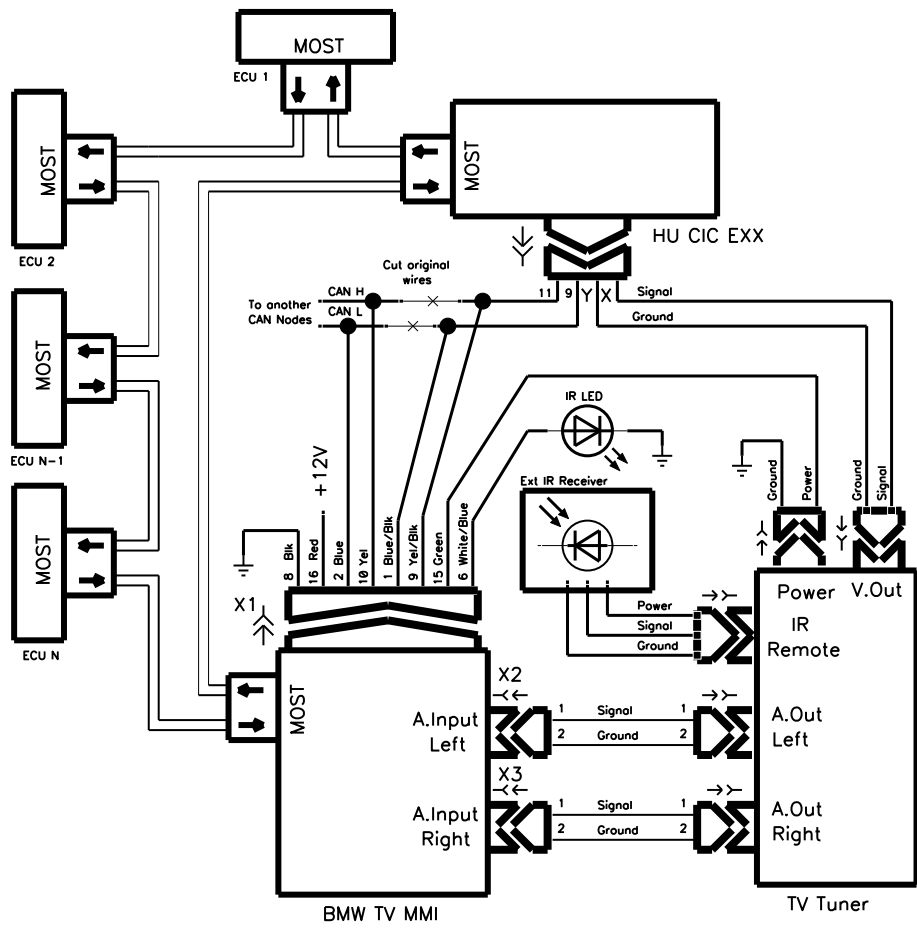 MOST
ECU 1
MOST
ECU 2
MOST
HU CIC EXX
Cut original
wires
CAN H
To another
CAN Nodes
CAN L
11
9
Y
X
Signal
Ground
MOST
ECU N-1
IR LED
+12V
Ext IR Receiver
Ground
Power
Ground
Signal
8 Blk
16 Red
2 Blue
10 Yel
1 Blue/Blk
9 Yel/Blk
15 Green
6 White/Blue
MOST
ECU N
X1
Power
V.Out
Power
Signal
Ground
IR
Remote
MOST
X2
A.Input
Left
1
Signal
1
2
Ground
2
A.Out
Left
X3
A.Input
Right
1
Signal
1
2
Ground
2
A.Out
Right
BMW TV MMI
TV Tuner